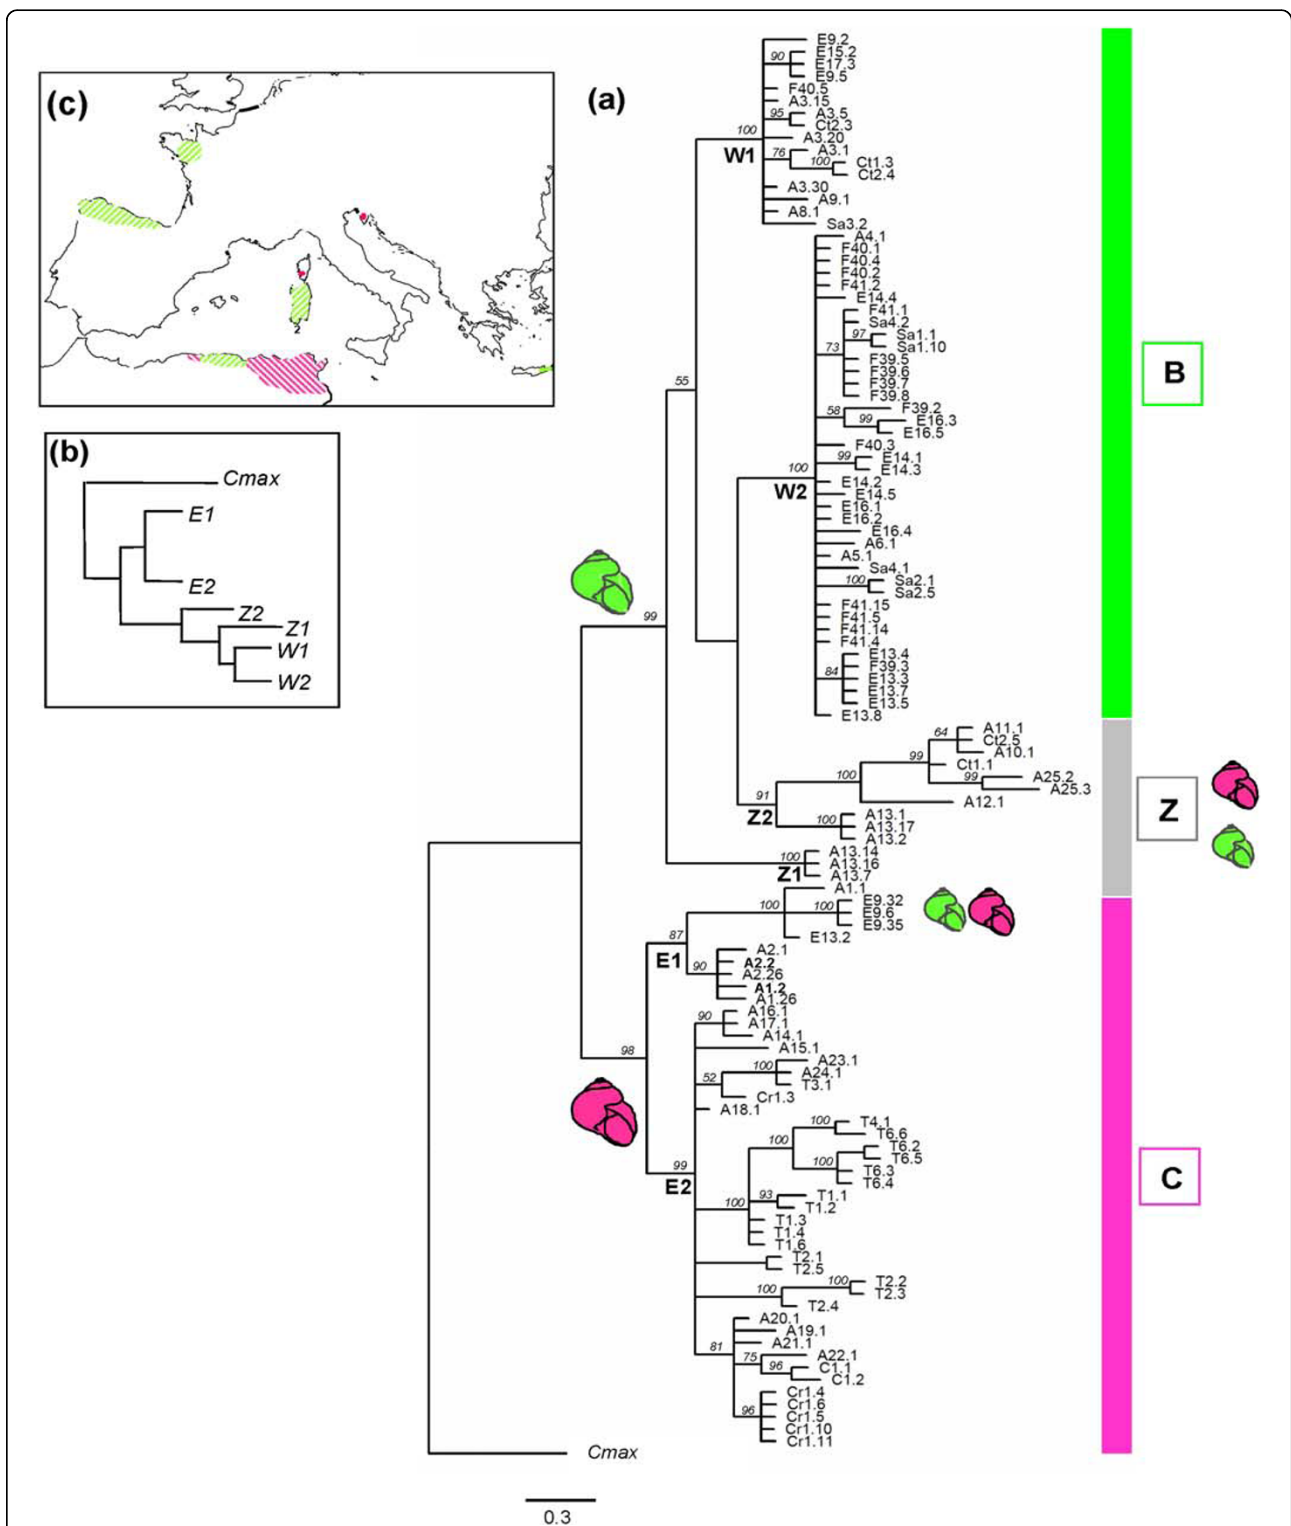 (c)
2
(b)
Cmax
E1
E2
Z2
Z1
W1
W2
(a)
E9.2
90
E15.2
E17.3
E9.5
F40.5
A3.15
95
A3.5
Ct2.3
100
A3.20
W1
76
A3.1
100
Ct1.3
Ct2.4
A3.30
A9.1
A8.1
Sa3.2
A4.1
F40.1
F40.4
F40.2
F41.2
E14.4
F41.1
Sa4.2
97
Sa1.1
73
Sa1.10
F39.5
F39.6
F39.7
55
F39.8
58
F39.2
99
E16.3
E16.5
F40.3
99
E14.1
100
E14.3
W2
E14.2
E14.5
E16.1
E16.2
E16.4
A6.1
A5.1
Sa4.1
100
Sa2.1
Sa2.5
F41.15
99
F41.5
F41.14
F41.4
E13.4
84
F39.3
E13.3
E13.7
E13.5
E13.8
64
A11.1
Ct2.5
99
A10.1
100
Ct1.1
99
A25.2
A25.3
91
A12.1
Z2
100
A13.1
A13.17
A13.2
100
A13.14
Z1
A13.16
A13.7
A1.1
100
100
E9.32
E9.6
E9.35
87
E13.2
E1
90
A2.1
A2.2
A2.26
A1.2
A1.26
90
A16.1
A17.1
A14.1
98
A15.1
100
A23.1
52
A24.1
T3.1
Cr1.3
A18.1
100
T4.1
T6.6
100
T6.2
T6.5
100
T6.3
T6.4
99
E2
100
93
T1.1
T1.2
T1.3
T1.4
T1.6
T2.1
T2.5
100
100
T2.2
T2.3
T2.4
A20.1
A19.1
81
A21.1
75
A22.1
96
C1.1
C1.2
96
Cr1.4
Cr1.6
Cr1.5
Cr1.10
Cr1.11
Cmax
0.3
B
Z
C